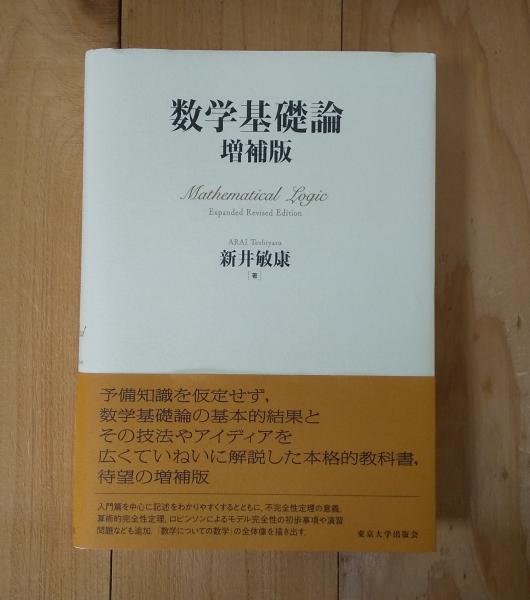 数学基礎論
増補版
Mathematical Logic
Expanded Revised Edition
ARAI Toshiyasu
新井敏康
[著]
予備知識を仮定せず,
数学基礎論の基本的結果と
その技法やアイディアを
広くていねいに解説した本格的教科書,
待望の増補版
入門篇を中心に記述をわかりやすくするとともに, 不完全性定理の意義,
算術的完全性定理, ロビンソンによるモデル完全性の初歩事項や演習
問題なども追加. 「数学についての数学」の全体像を描き出す.
東京大学出版会